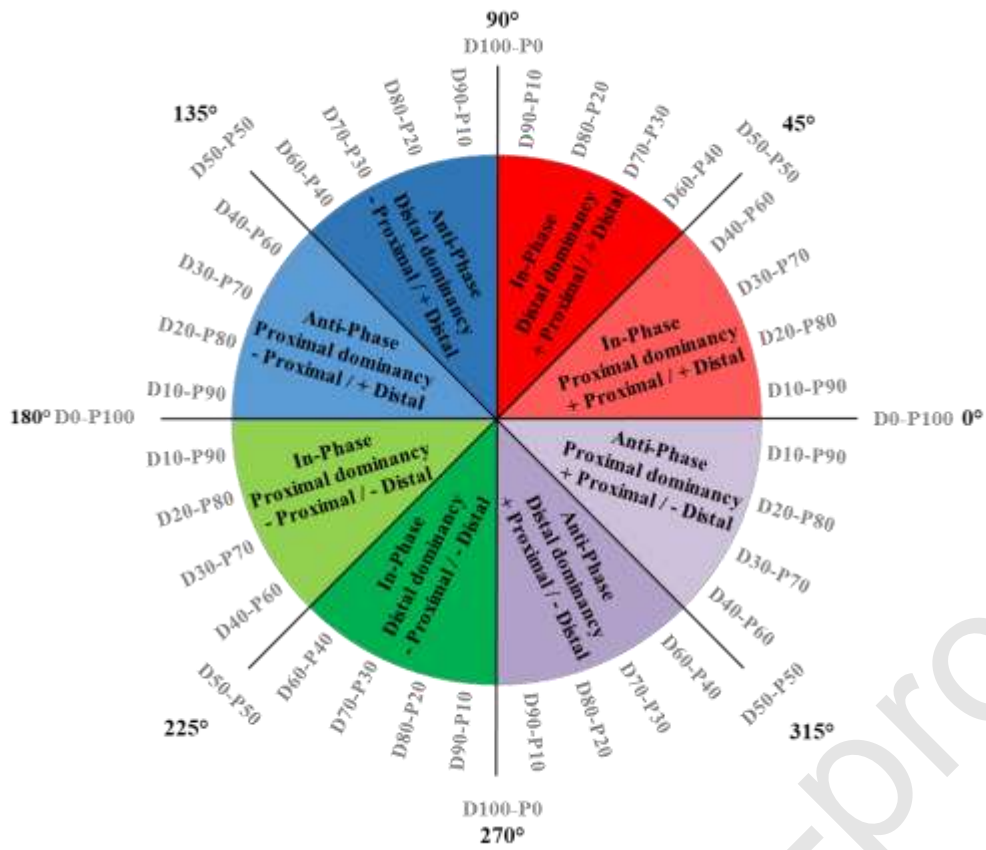 90°
D100-P0
D90-P10
D80-P20
D70-P30
D60-P40
D50-P50
45°
D40-P60
D30-P70
D20-P80
D10-P90
D0-P100 0°
D10-P90
D20-P80
D30-P70
D40-P60
D50-P50
315°
D60-P40
D70-P30
D80-P20
D90-P10
D100-P0
270°
D90-P10
D80-P20
D70-P30
D60-P40
D50-P50
225°
D40-P60
D30-P70
D20-P80
D10-P90
180° D0-P100
D10-P90
D20-P80
D30-P70
D40-P60
D50-P50
135°
D60-P40
D70-P30
D80-P20
D90-P10
In-Phase
Distal dominancy
+ Proximal / + Distal
In-Phase
Proximal dominancy
+ Proximal / + Distal
Anti-Phase
Proximal dominancy
+ Proximal / - Distal
Anti-Phase
Distal dominancy
+ Proximal / - Distal
In-Phase
Distal dominancy
- Proximal / - Distal
In-Phase
Proximal dominancy
- Proximal / - Distal
Anti-Phase
Proximal dominancy
- Proximal / + Distal
Anti-Phase
Distal dominancy
- Proximal / + Distal